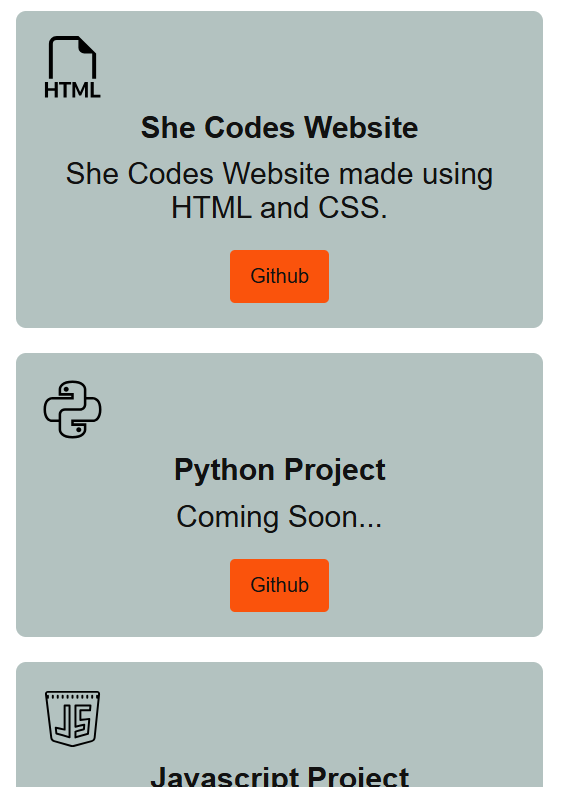 HTML
She Codes Website
She Codes Website made using
HTML and CSS.
Github
Python Project
Coming Soon...
Github
JS
Javascript Project